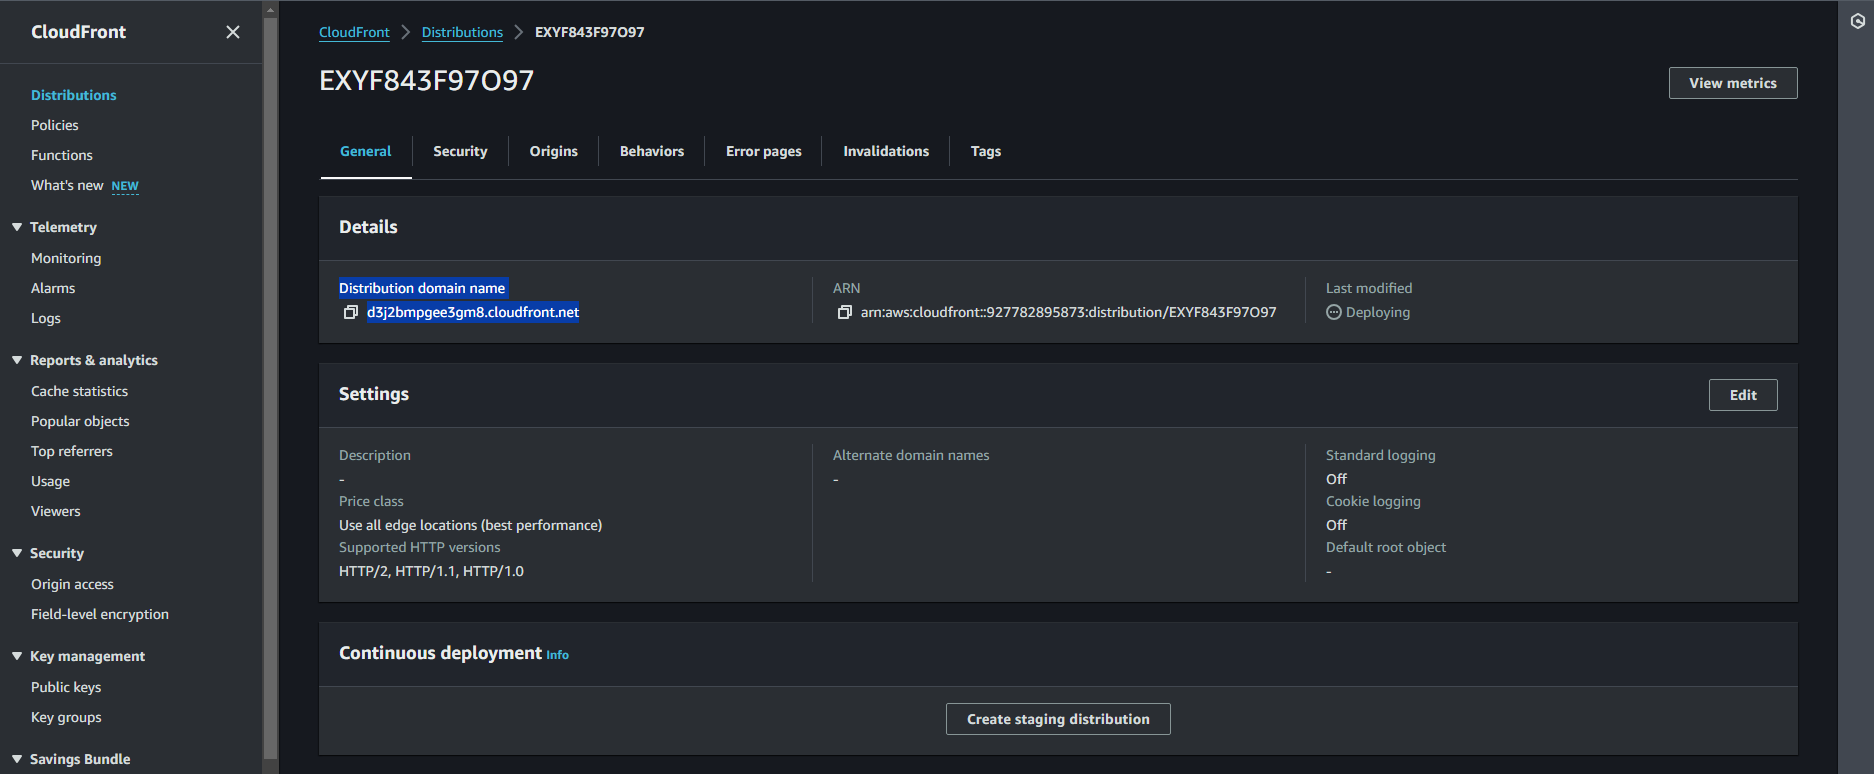 CloudFront
Distributions
Policies
Functions
What's new NEW
Telemetry
Monitoring
Alarms
Logs
Reports & analytics
Cache statistics
Popular objects
Top referrers
Usage
Viewers
Security
Origin access
Field-level encryption
Key management
Public keys
Key groups
Savings Bundle
CloudFront > Distributions > EXYF843F97O97
EXYF843F97O97
View metrics
General Security Origins Behaviors Error pages Invalidations Tags
Details
Distribution domain name
d3j2bmpgee3gm8.cloudfront.net
ARN
arn:aws:cloudfront::927782895873:distribution/EXYF843F97O97
Last modified
Deploying
Settings
Edit
Description
-
Price class
Use all edge locations (best performance)
Supported HTTP versions
HTTP/2, HTTP/1.1, HTTP/1.0
Alternate domain names
-
Standard logging
Off
Cookie logging
Off
Default root object
-
Continuous deployment Info
Create staging distribution